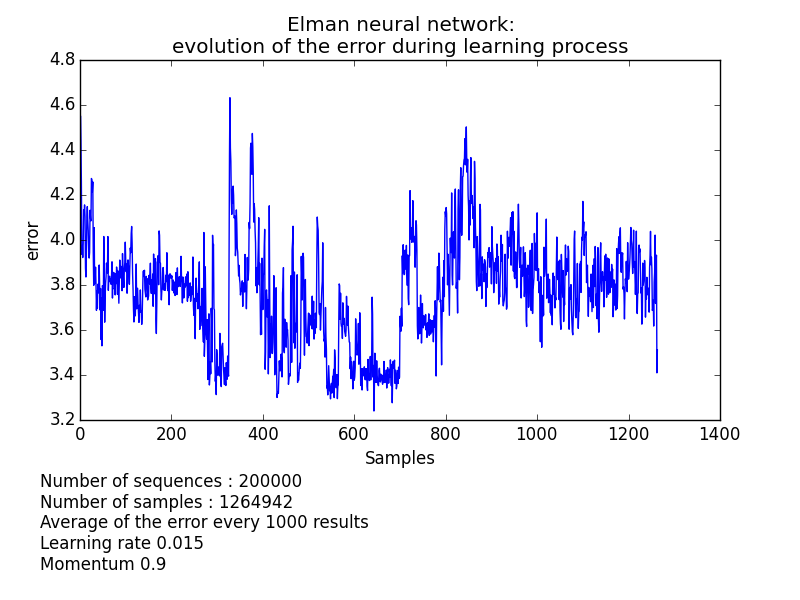 Elman neural network:
evolution of the error during learning process
4.8
4.6
4.4
4.2
4.0
3.8
3.6
3.4
3.2
error
0 200 400 600 800 1000 1200 1400
Samples
Number of sequences : 200000
Number of samples : 1264942
Average of the error every 1000 results
Learning rate 0.015
Momentum 0.9